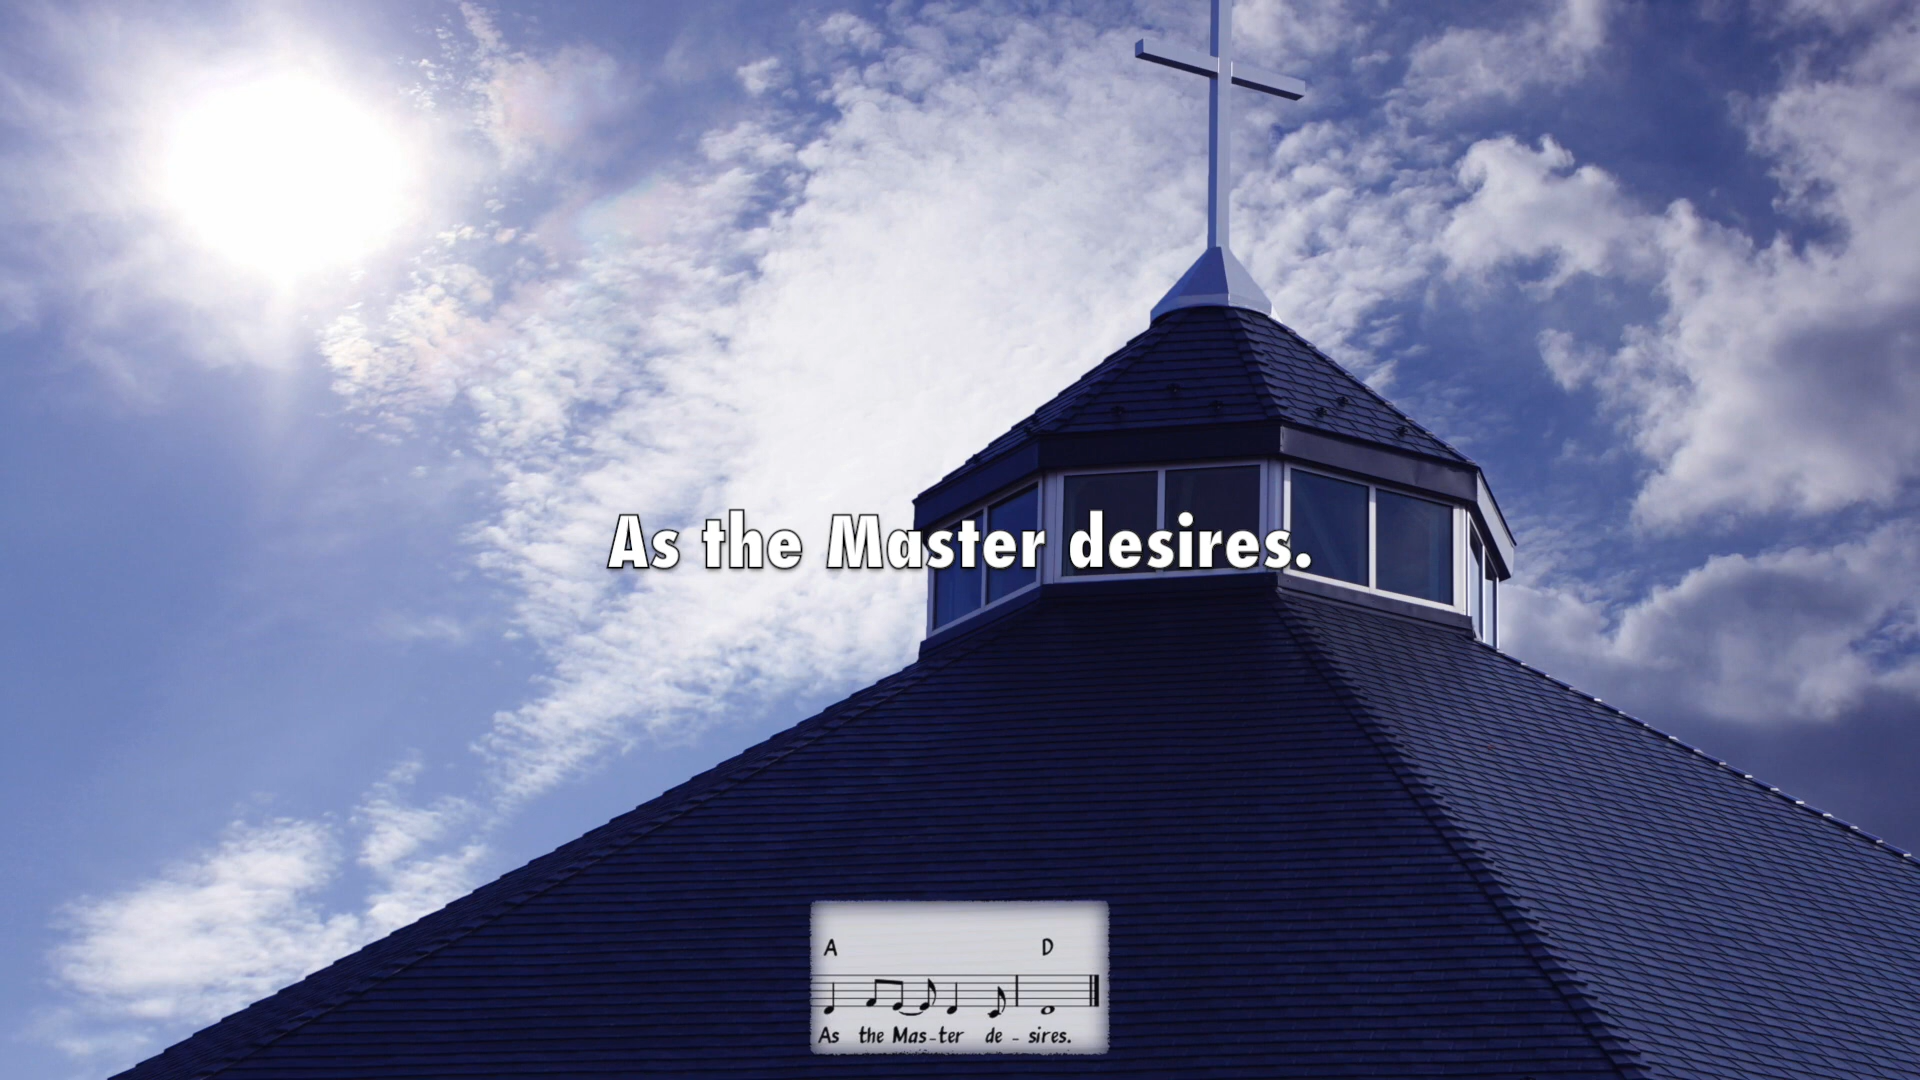 As the Master desires.
A D
As the Mas-ter de - sires.